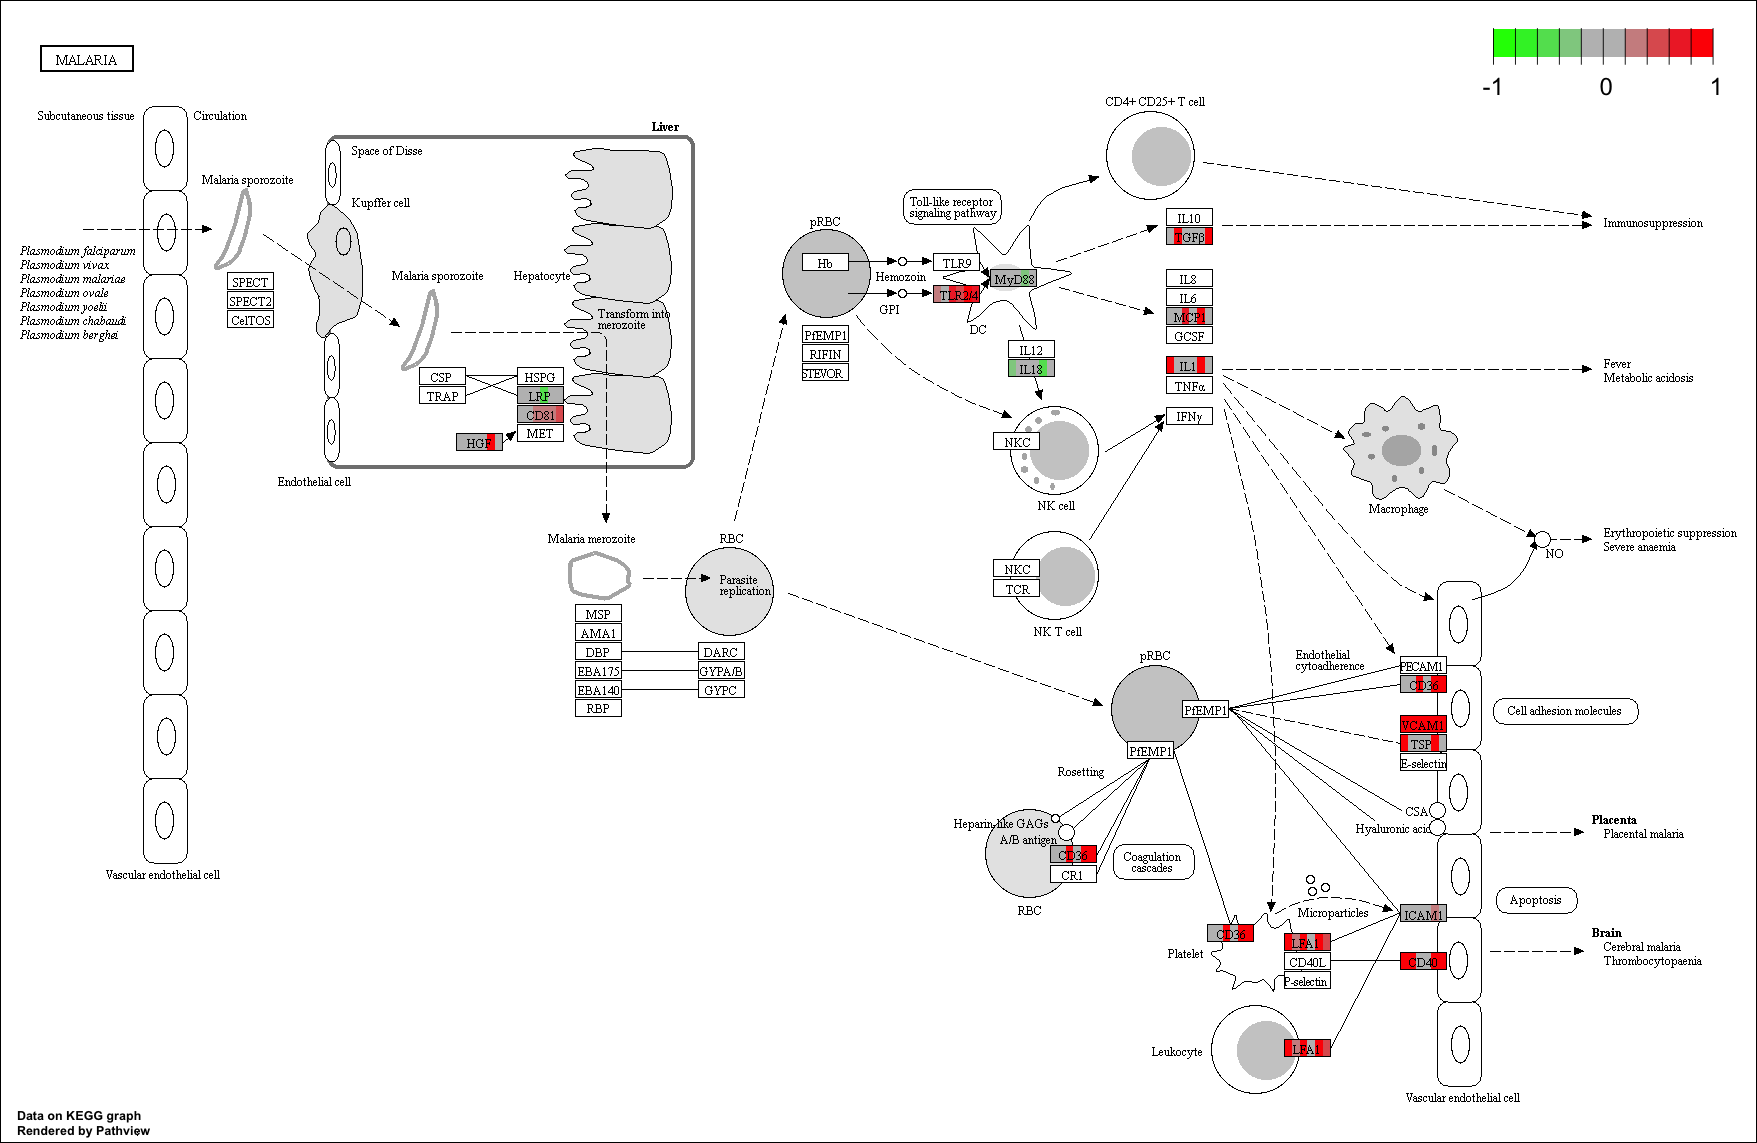 MALARIA
-1
0
1
Subcutaneous tissue
Circulation
Malaria sporozoite
Plasmodium falciparum
Plasmodium vivax
Plasmodium malariae
Plasmodium ovale
Plasmodium yoelii
Plasmodium chabaudi
Plasmodium berghei
SPECT
SPECT2
CelTOS
Vascular endothelial cell
Liver
Space of Disse
Kupffer cell
Malaria sporozoite
Hepatocyte
Transform into
merozoite
CSP
TRAP
HSPG
LRP
CD81
MET
HGF
Endothelial cell
Malaria merozoite
MSP
AMA1
DBP
EBA175
EBA140
RBP
RBC
Parasite
replication
DARC
GYPA/B
GYPC
pRBC
Hb
Hemozoin
GPI
PfEMP1
RIFIN
STEVOR
Toll-like receptor
signaling pathway
TLR9
TLR2/4
MyD88
DC
IL12
IL18
CD4+ CD25+ T cell
IL10
TGFβ
IL8
IL6
MCP1
GCSF
IL1
TNFα
IFNγ
NKC
NK cell
NKC
TCR
NK T cell
Immunosuppression
Fever
Metabolic acidosis
Macrophage
NO
Erythropoietic suppression
Severe anaemia
pRBC
PfEMP1
PfEMP1
Endothelial
cytoadherence
PECAM1
CD36
VCAM1
TSP
E-selectin
Cell adhesion molecules
Rosetting
Heparin-like GAGs
A/B antigen
CD36
CR1
RBC
Coagulation
cascades
CSA
Hyaluronic acid
Placenta
Placental malaria
Microparticles
ICAM1
Apoptosis
CD36
Platelet
LFA1
CD40L
P-selectin
CD40
Brain
Cerebral malaria
Thrombocytopaenia
Leukocyte
LFA1
Vascular endothelial cell
Data on KEGG graph
Rendered by Pathview